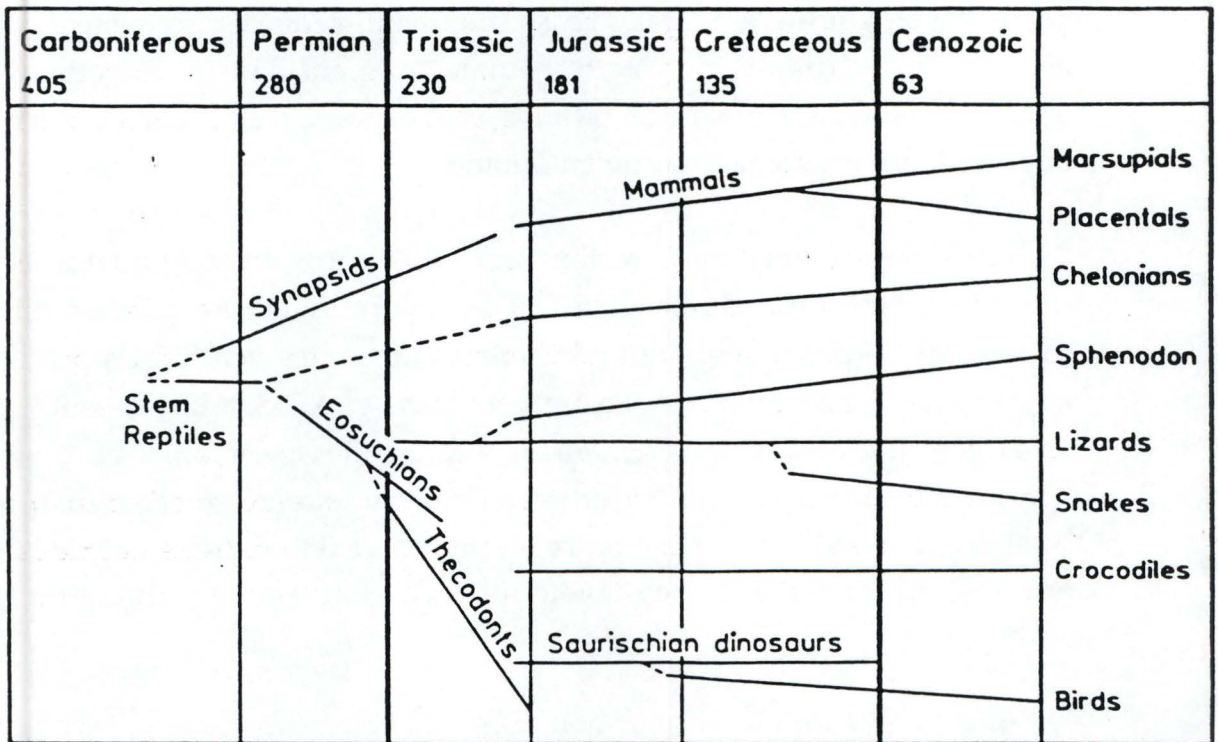 Carboniferous Permian Triassic Jurassic Cretaceous Cenozoic
405 280 230 181 135 63
Marsupials
Mammals
Placentals
Synapsids
Chelonians
Sphenodon
Stem
Reptiles
Eosuchians
Lizards
Snakes
Thecodonts
Crocodiles
Saurischian dinosaurs
Birds